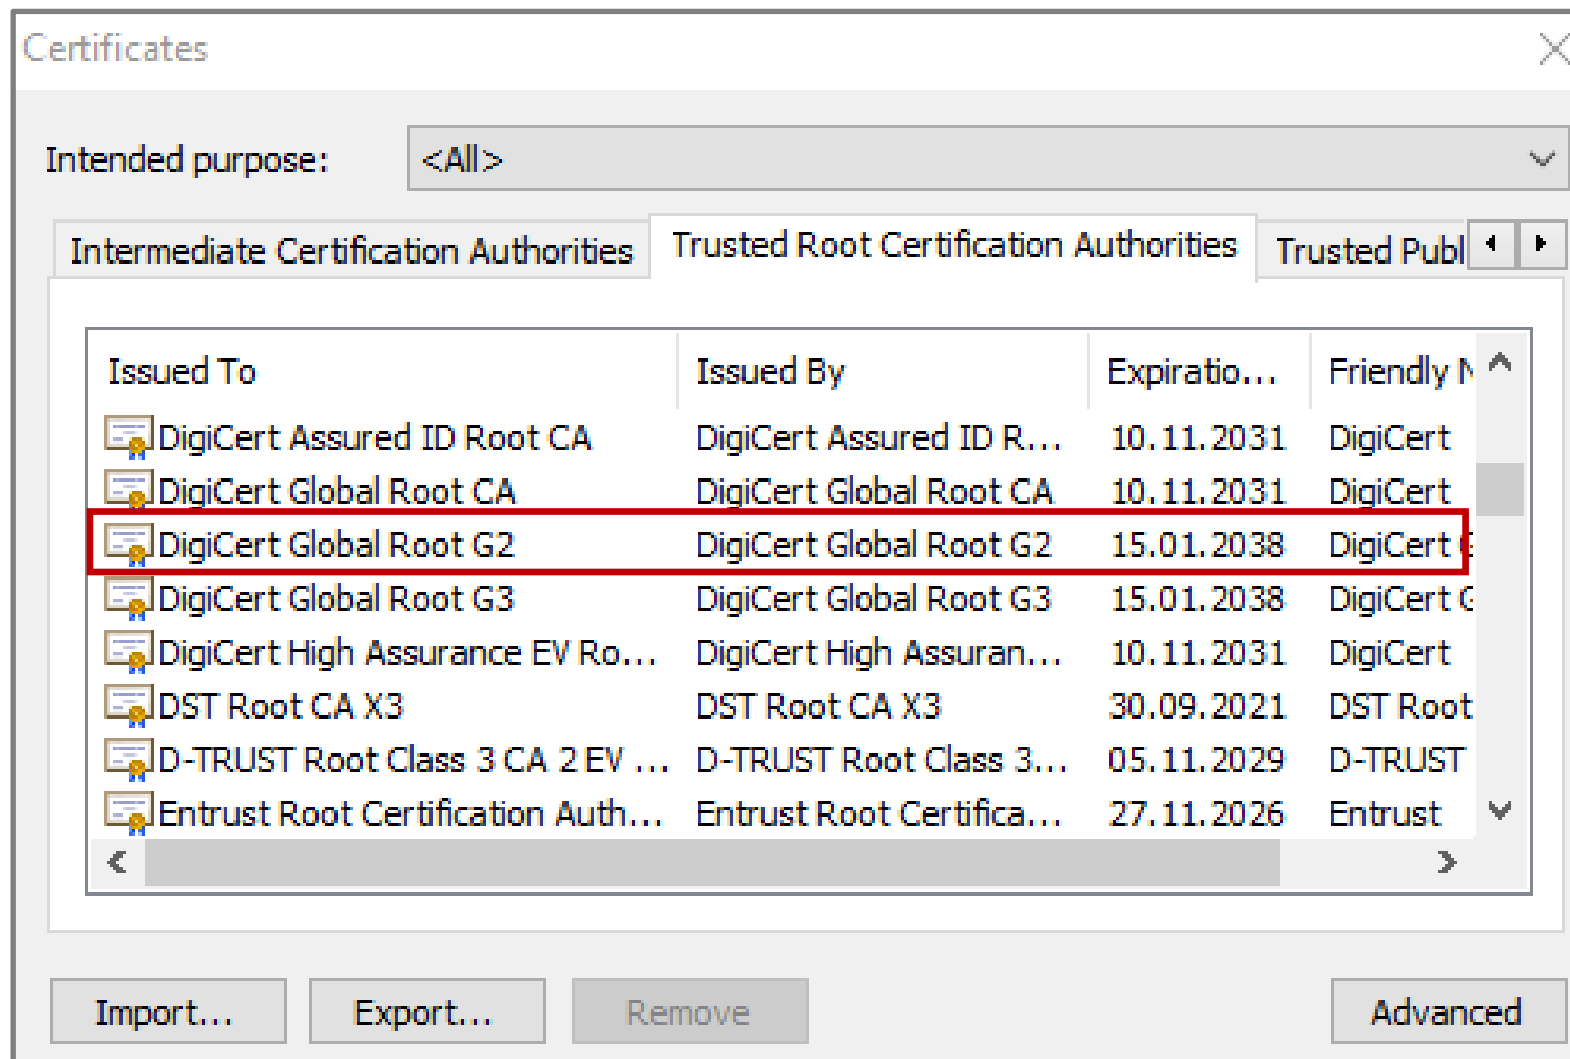 Certificates
Intended purpose: <All>
Intermediate Certification Authorities Trusted Root Certification Authorities Trusted Publ
Issued To Issued By Expiratio... Friendly N
DigiCert Assured ID Root CA DigiCert Assured ID R... 10.11.2031 DigiCert
DigiCert Global Root CA DigiCert Global Root CA 10.11.2031 DigiCert
DigiCert Global Root G2 DigiCert Global Root G2 15.01.2038 DigiCert G
DigiCert Global Root G3 DigiCert Global Root G3 15.01.2038 DigiCert G
DigiCert High Assurance EV Ro... DigiCert High Assuran... 10.11.2031 DigiCert
DST Root CA X3 DST Root CA X3 30.09.2021 DST Root
D-TRUST Root Class 3 CA 2 EV ... D-TRUST Root Class 3... 05.11.2029 D-TRUST
Entrust Root Certification Auth... Entrust Root Certifica... 27.11.2026 Entrust
Import... Export... Remove Advanced